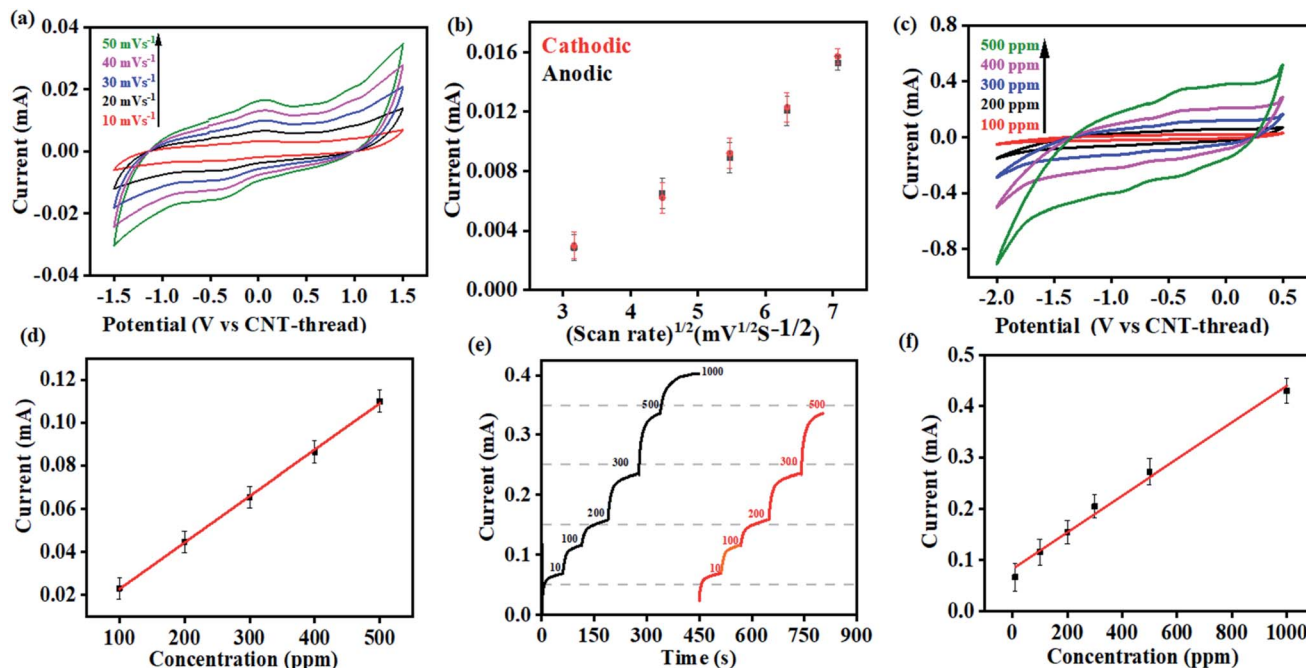 (a)
50 mVs-1
40 mVs-1
30 mVs-1
20 mVs-1
10 mVs-1
0.04
0.02
0.00
-0.02
-0.04
Current (mA)
-1.5 -1.0 -0.5 0.0 0.5 1.0 1.5
Potential (V vs CNT-thread)
(b)
Cathodic
Anodic
0.016
0.012
0.008
0.004
0.000
Current (mA)
3 4 5 6 7
(Scan rate)1/2(mV1/2S-1/2)
(c)
500 ppm
400 ppm
300 ppm
200 ppm
100 ppm
0.8
0.4
0.0
-0.4
-0.8
Current (mA)
-2.0 -1.5 -1.0 -0.5 0.0 0.5
Potential (V vs CNT-thread)
(d)
0.12
0.10
0.08
0.06
0.04
0.02
Current (mA)
100 200 300 400 500
Concentration (ppm)
(e)
0.4
0.3
0.2
0.1
0.0
Current (mA)
10
100
200
300
500
1000
10
100
200
300
500
0 150 300 450 600 750 900
Time (s)
(f)
0.5
0.4
0.3
0.2
0.1
0.0
Current (mA)
0 200 400 600 800 1000
Concentration (ppm)